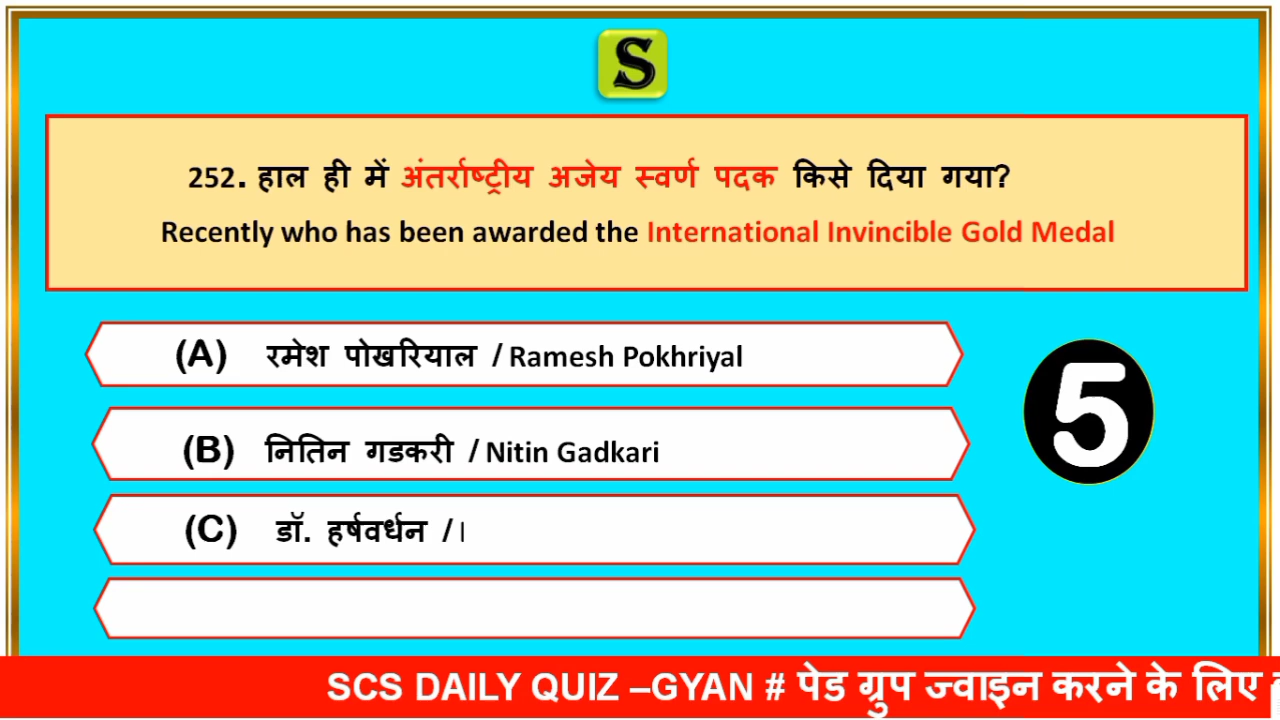 S
252. हाल ही में अंतर्राष्ट्रीय अजेय स्वर्ण पदक किसे दिया गया?
Recently who has been awarded the International Invincible Gold Medal
(A) रमेश पोखरियाल / Ramesh Pokhriyal
(B) नितिन गडकरी / Nitin Gadkari
5
(C) डॉ. हर्षवर्धन /
SCS DAILY QUIZ –GYAN # पेड ग्रुप ज्वाइन करने के लिए